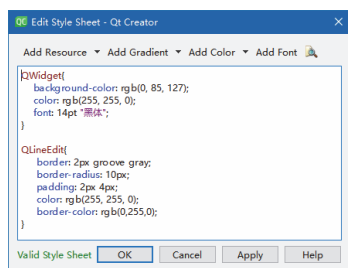 QC Edit Style Sheet - Qt Creator
Add Resource Add Gradient Add Color Add Font
QWidget{
background-color: rgb(0, 85, 127);
color: rgb(255, 255, 0);
font: 14pt "黑体";
}
QLineEdit{
border: 2px groove gray;
border-radius: 10px;
padding: 2px 4px;
color: rgb(255, 255, 0);
border-color: rgb(0,255,0);
}
Valid Style Sheet OK Cancel Apply Help